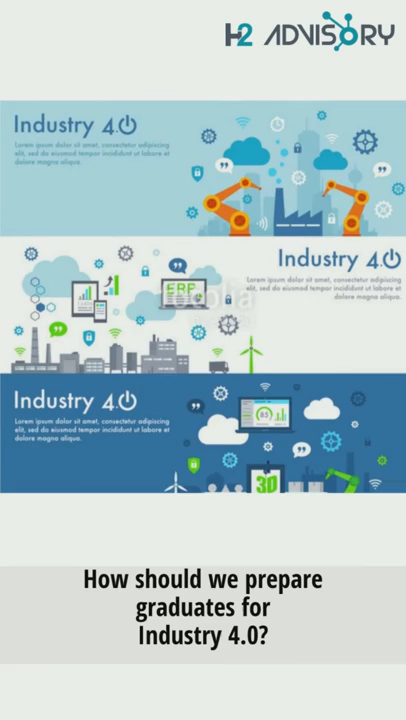 H2 ADVISORY
Industry 4.0
Lorem ipsum dolor sit amet, consectetur adipiscing
elit, sed do eiusmod tempor incididunt ut labore et
dolore magna aliqua.
Industry 4.0
Lorem ipsum dolor sit amet, consectetur adipiscing
elit, sed do eiusmod tempor incididunt ut labore et
dolore magna aliqua.
ERP
fotolia
Industry 4.0
Lorem ipsum dolor sit amet, consectetur adipiscing
elit, sed do eiusmod tempor incididunt ut labore et
dolore magna aliqua.
83
3D
How should we prepare
graduates for
Industry 4.0?